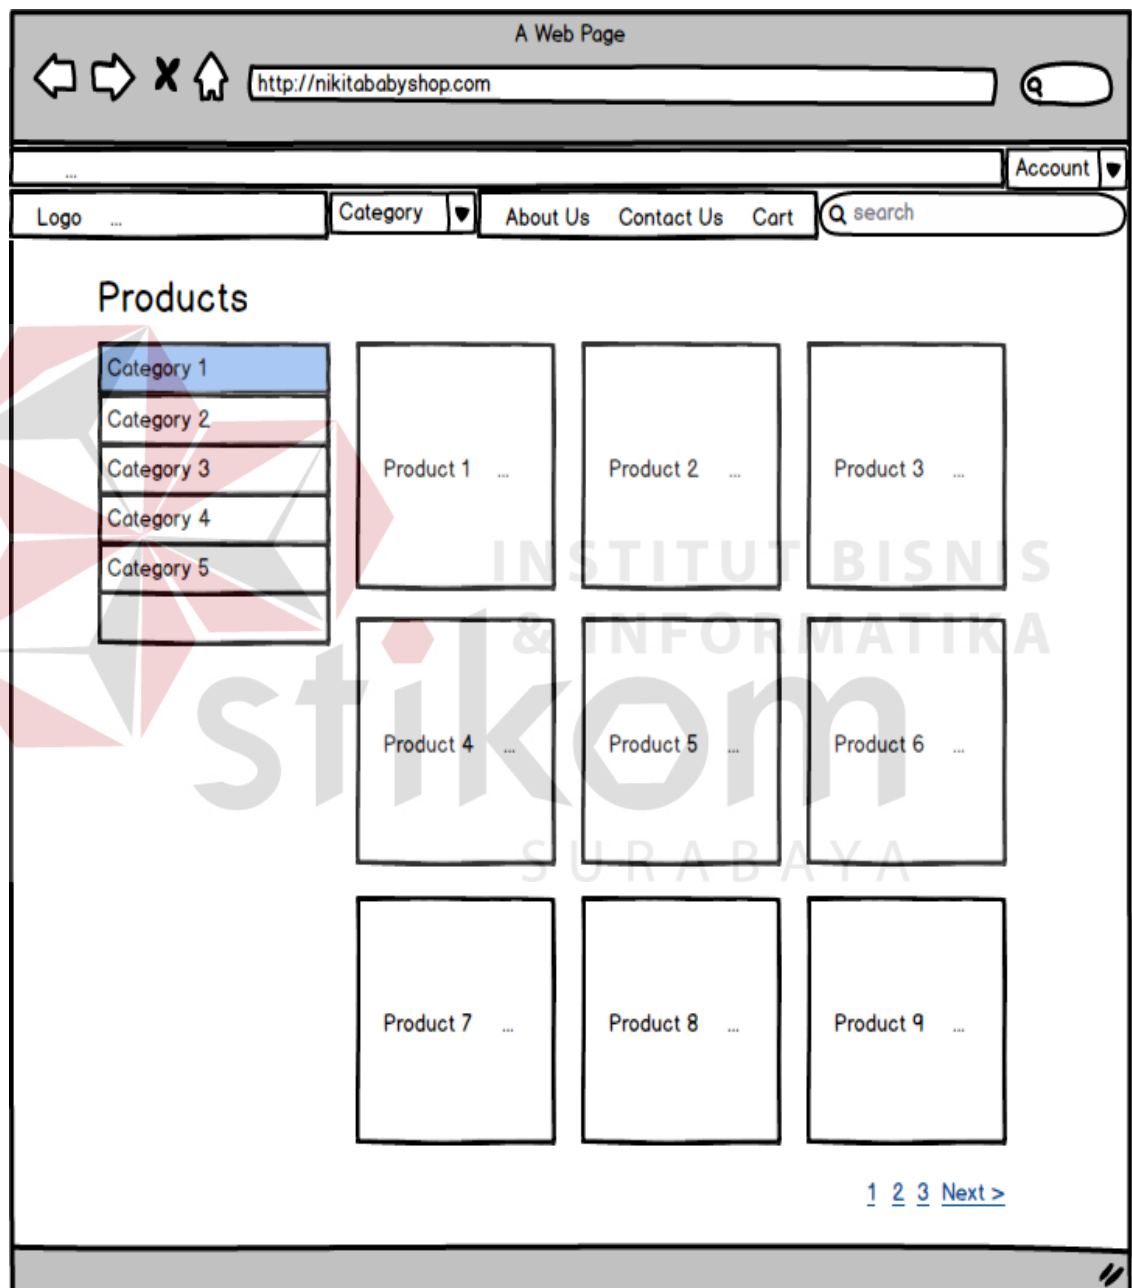 A Web Page
http://nikitababyshop.com
... Account
Logo ... Category About Us Contact Us Cart search
Products
Category 1
Category 2
Category 3
Category 4
Category 5
Product 1 ... Product 2 ... Product 3 ...
INSTITUT BISNIS
& INFORMATIKA
stikom
SURABAYA
Product 4 ... Product 5 ... Product 6 ...
Product 7 ... Product 8 ... Product 9 ...
1 2 3 Next >